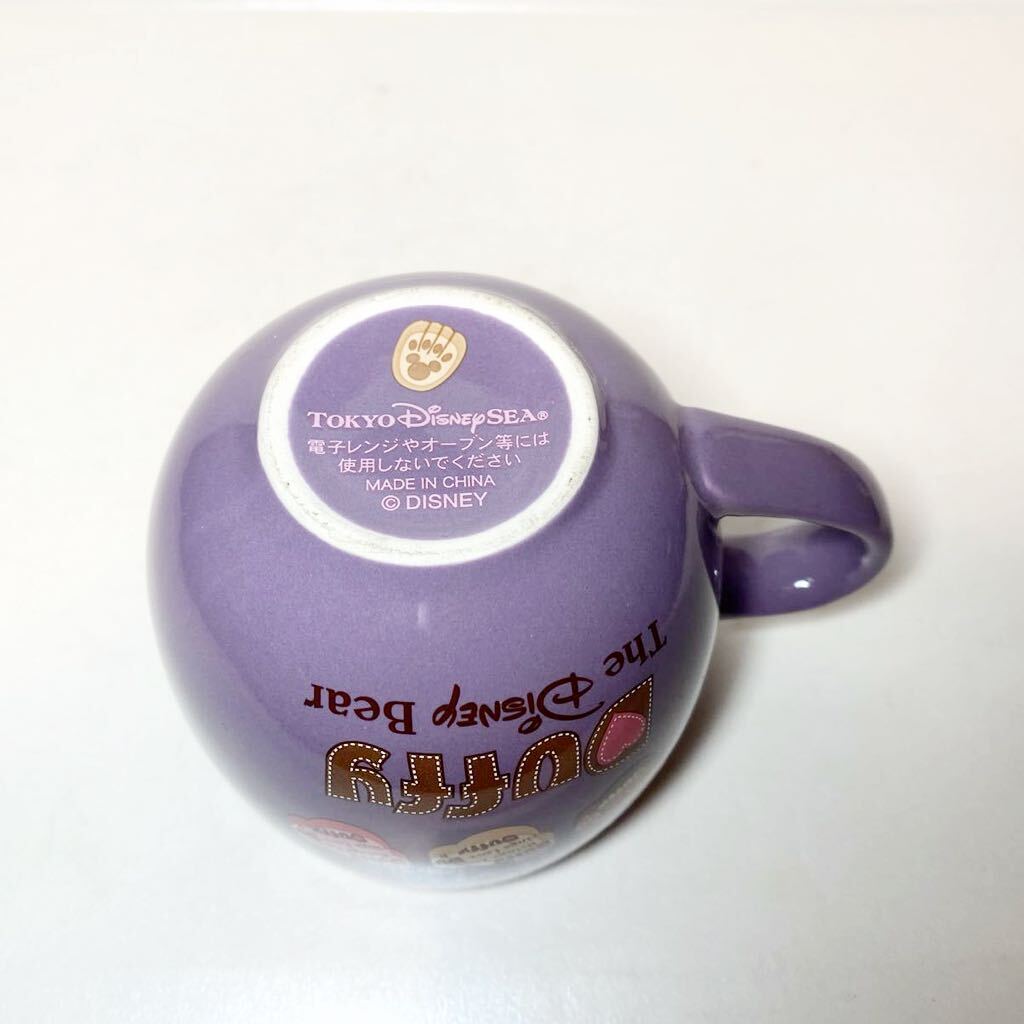 TOKYO DISNEYSEA®
電子レンジやオーブン等には
使用しないでください
MADE IN CHINA
© DISNEY
Duffy
The DISNEY Bear